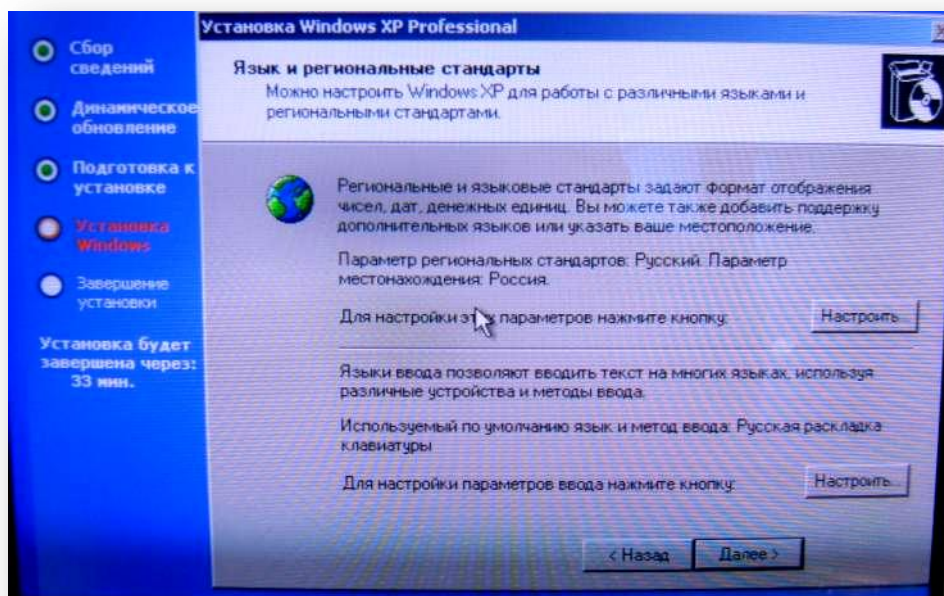 Установка Windows XP Professional
Сбор
сведений
Динамическое
обновление
Подготовка к
установке
Установка
Windows
Завершение
установки
Установка будет
завершена через:
33 мин.
Язык и региональные стандарты
Можно настроить Windows XP для работы с различными языками и
региональными стандартами.
Региональные и языковые стандарты задают формат отображения
чисел, дат, денежных единиц. Вы можете также добавить поддержку
дополнительных языков или указать ваше местоположение.
Параметр региональных стандартов: Русский. Параметр
местонахождения: Россия.
Для настройки этих параметров нажмите кнопку:
Настроить...
Языки ввода позволяют вводить текст на многих языках, используя
различные устройства и методы ввода.
Используемый по умолчанию язык и метод ввода: Русская раскладка
клавиатуры
Для настройки параметров ввода нажмите кнопку:
Настроить...
< Назад
Далее >